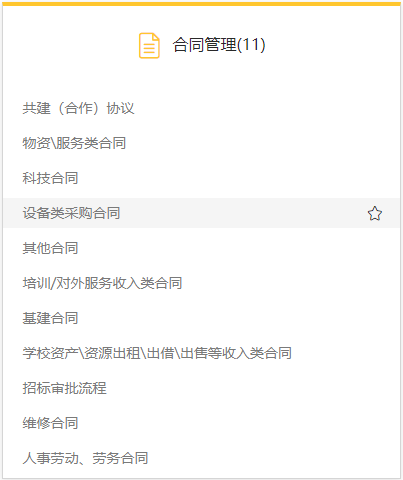 合同管理(11)
共建（合作）协议
物资\服务类合同
科技合同
设备类采购合同
其他合同
培训/对外服务收入类合同
基建合同
学校资产\资源出租\出借\出售等收入类合同
招标审批流程
维修合同
人事劳动、劳务合同